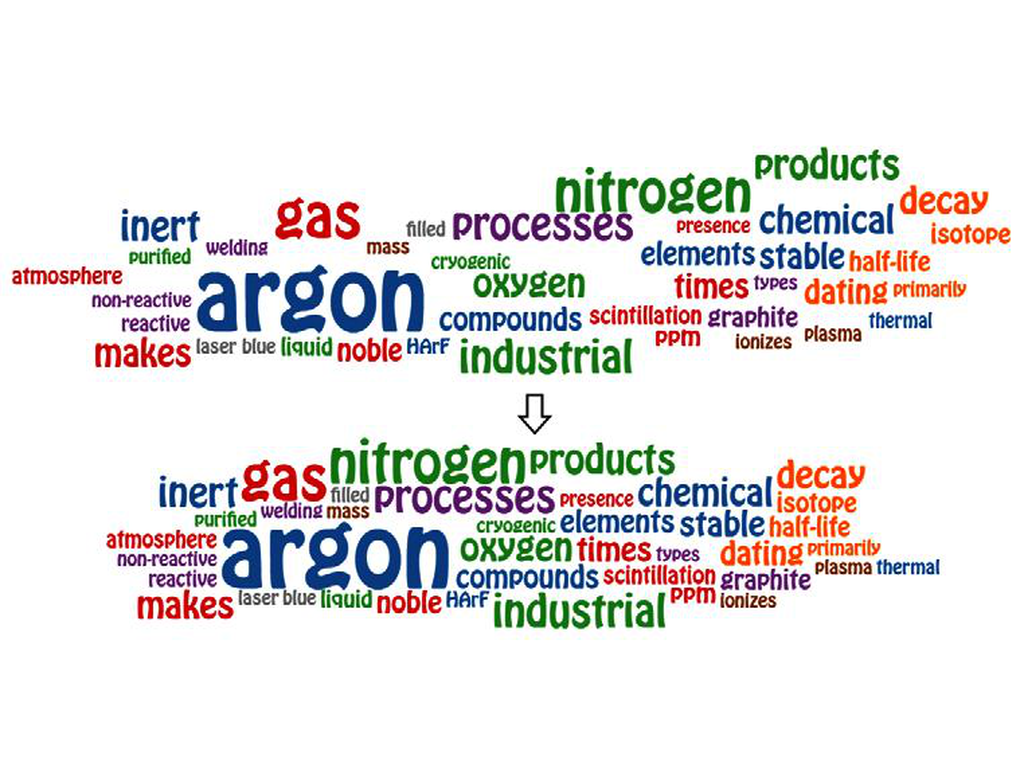 products
nitrogen
decay
gas inert filled processes presence chemical isotope
purified welding mass elements stable half-life
atmosphere cryogenic oxygen times types dating primarily
non-reactive argon
reactive compounds scintillation graphite thermal
makes laser blue liquid noble HArF industrial ppm ionizes plasma
nitrogen products
inert gas filled processes presence chemical decay isotope
purified welding mass cryogenic elements stable half-life
atmosphere argon oxygen times types dating primarily
non-reactive plasma thermal
reactive compounds scintillation graphite
makes laser blue liquid noble HArF industrial ppm ionizes